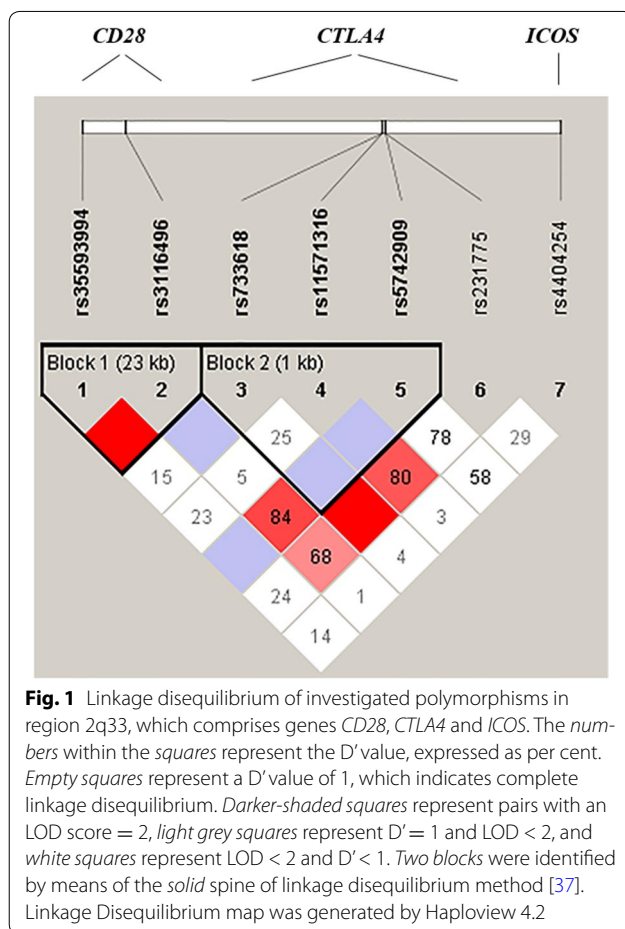 CD28 CTLA4 ICOS
rs35593994 rs3116496 rs733618 rs11571316 rs5742909 rs231775 rs4404254
Block 1 (23 kb) Block 2 (1 kb)
1 2 3 4 5 6 7
25 78 29
15 5 80 58
23 84 3
68 4
24 1
14
Fig. 1 Linkage disequilibrium of investigated polymorphisms in
region 2q33, which comprises genes CD28, CTLA4 and ICOS. The num-
bers within the squares represent the D′ value, expressed as per cent.
Empty squares represent a D′ value of 1, which indicates complete
linkage disequilibrium. Darker-shaded squares represent pairs with an
LOD score = 2, light grey squares represent D′ = 1 and LOD < 2, and
white squares represent LOD < 2 and D′ < 1. Two blocks were identified
by means of the solid spine of linkage disequilibrium method [37].
Linkage Disequilibrium map was generated by Haploview 4.2